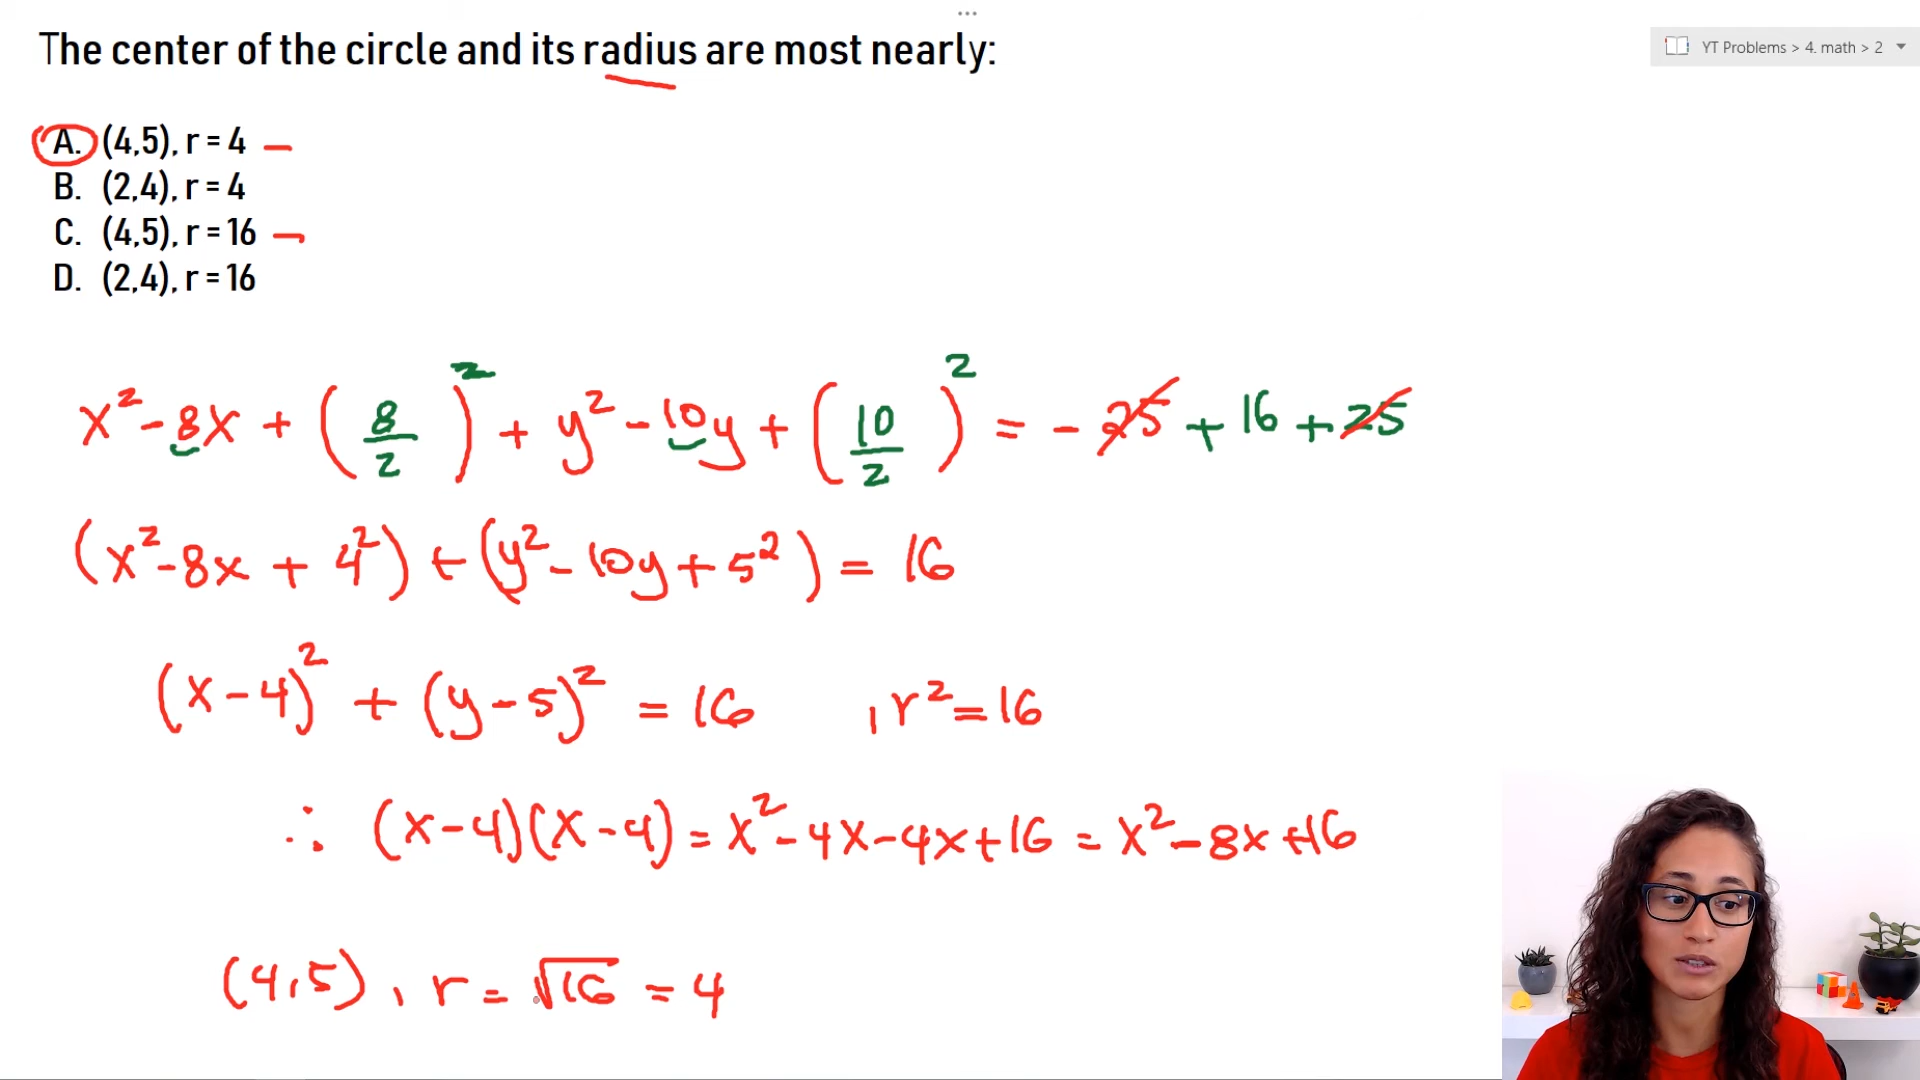 The center of the circle and its radius are most nearly:
YT Problems > 4. math > 2
A. (4,5), r = 4
B. (2,4), r = 4
C. (4,5), r = 16
D. (2,4), r = 16
x² - 8x + (8/2)² + y² - 10y + (10/2)² = - 25 + 16 + 25
(x² - 8x + 4²) + (y² - 10y + 5²) = 16
(x - 4)² + (y - 5)² = 16 , r² = 16
∴ (x - 4)(x - 4) = x² - 4x - 4x + 16 = x² - 8x + 16
(4,5) , r = √16 = 4